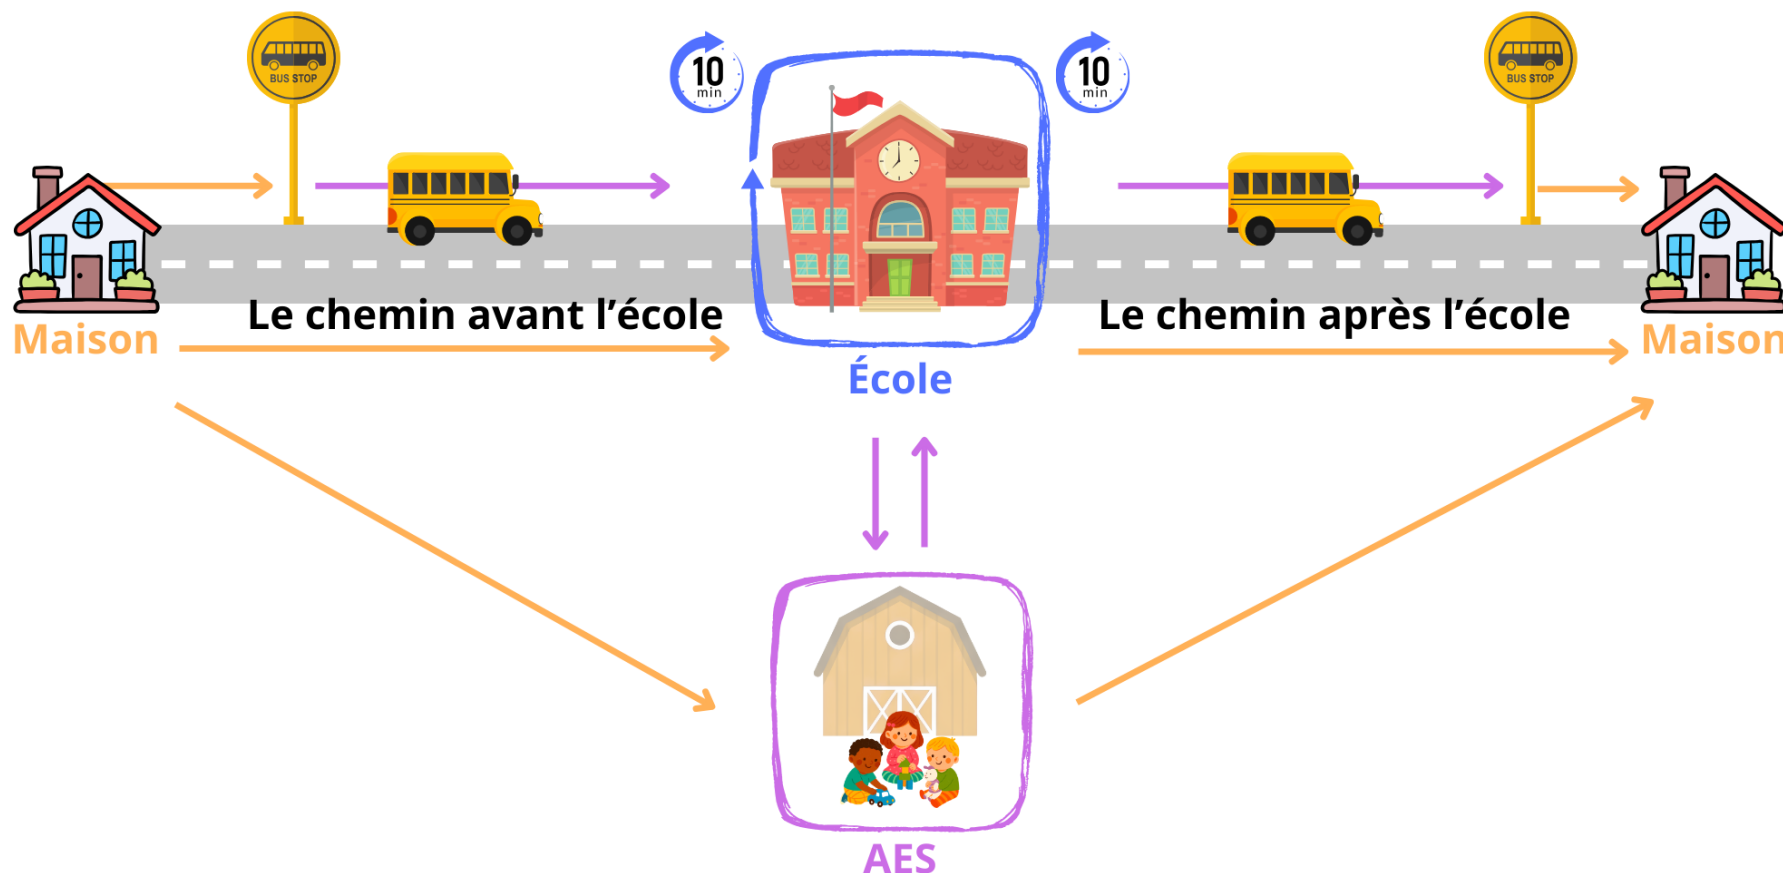 BUS STOP
10
min
10
min
BUS STOP
Le chemin avant l’école
Le chemin après l’école
Maison
Maison
École
AES